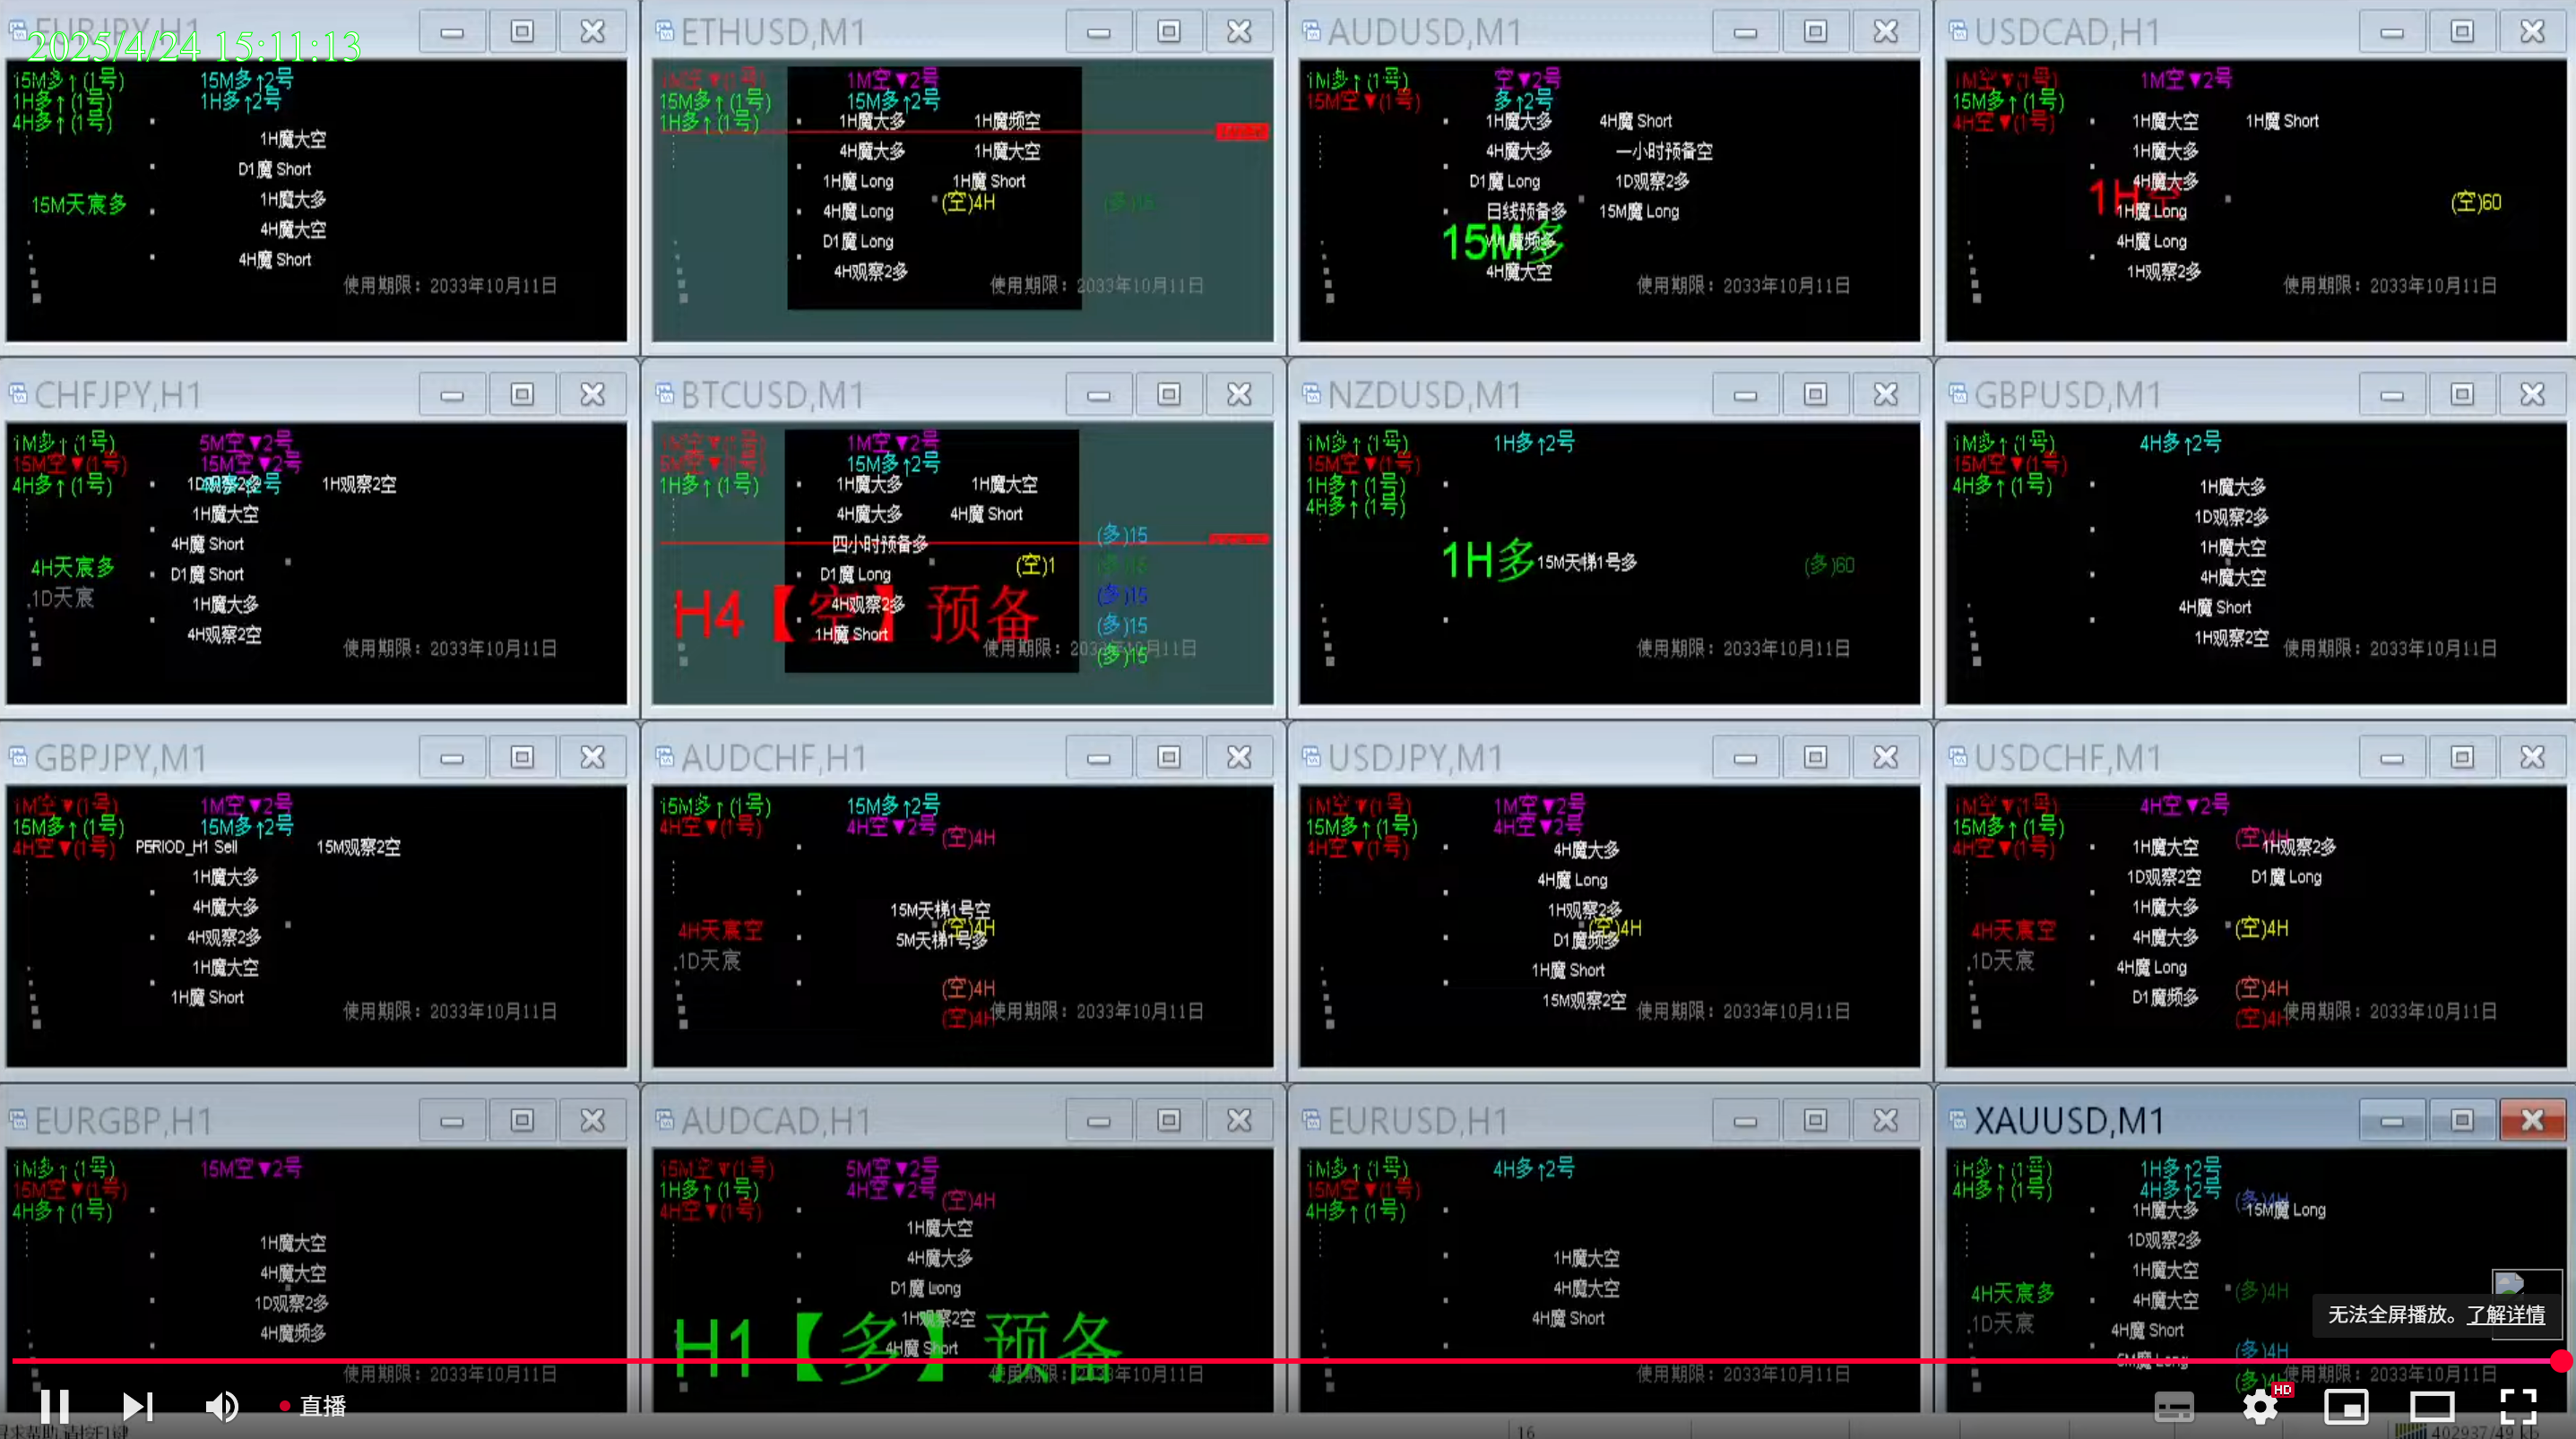 EURJPY,H1
2025/4/24 15:11:13
15M多↑(1号) 15M多↑2号
1H多↑(1号) 1H多↑2号
4H多↑(1号)
1H魔大空
D1魔 Short
1H魔大多
15M天宸多
4H魔大空
4H魔 Short
使用期限：2033年10月11日
ETHUSD,M1
1M空▼(1号) 1M空▼2号
15M多↑(1号) 15M多↑2号
1H多↑(1号) 1H魔大多 1H魔频空
4H魔大多 1H魔大空
1H魔 Long 1H魔 Short
(空)4H (多)15
4H魔 Long
D1魔 Long
4H观察2多
使用期限：2033年10月11日
AUDUSD,M1
1M多↑(1号) 空▼2号
15M空▼(1号) 多↑2号
1H魔大多 4H魔 Short
4H魔大多 一小时预备空
D1魔 Long 1D观察2多
日线预备多 15M魔 Long
15M多
4H魔大空
使用期限：2033年10月11日
USDCAD,H1
1M空▼(1号) 1M空▼2号
15M多↑(1号)
4H空▼(1号) 1H魔大空 1H魔 Short
1H魔大多
4H魔大多
1H空 (空)60
1H魔 Long
4H魔 Long
1H观察2多
使用期限：2033年10月11日
CHFJPY,H1
1M多↑(1号) 5M空▼2号
15M空▼(1号) 15M空▼2号
4H多↑(1号) 1D观察2多 1H观察2空
1H魔大空
4H魔 Short
4H天宸多 D1魔 Short
.1D天宸 1H魔大多
4H观察2空
使用期限：2033年10月11日
BTCUSD,M1
1M空▼2号
5M空▼(1号) 15M多↑2号
1H多↑(1号) 1H魔大多 1H魔大空
4H魔大多 4H魔 Short
(多)15
四小时预备多
(空)1 (多)15
D1魔 Long
(多)15
4H观察2多
H4【空】预备
(多)15
1H魔 Short
使用期限：2033年10月11日
(多)15
NZDUSD,M1
1M多↑(1号) 1H多↑2号
15M空▼(1号)
1H多↑(1号)
4H多↑(1号)
1H多 15M天梯1号多 (多)60
使用期限：2033年10月11日
GBPUSD,M1
1M多↑(1号) 4H多↑2号
15M空▼(1号)
4H多↑(1号) 1H魔大多
1D观察2多
1H魔大空
4H魔大空
4H魔 Short
1H观察2空
使用期限：2033年10月11日
GBPJPY,M1
1M空▼(1号) 1M空▼2号
15M多↑(1号) 15M多↑2号
4H空▼(1号) PERIOD_H1 Sell 15M观察2空
1H魔大多
4H魔大多
4H观察2多
1H魔大空
1H魔 Short
使用期限：2033年10月11日
AUDCHF,H1
15M多↑(1号) 15M多↑2号
4H空▼(1号) 4H空▼2号 (空)4H
15M天梯1号空
4H天宸空 (空)4H
5M天梯1号多
.1D天宸
(空)4H
(空)4H
使用期限：2033年10月11日
USDJPY,M1
1M空▼(1号) 1M空▼2号
15M多↑(1号) 4H空▼2号
4H空▼(1号) 4H魔大多
4H魔 Long
1H观察2多
(空)4H
D1魔频多
1H魔 Short
15M观察2空
使用期限：2033年10月11日
USDCHF,M1
1M空▼(1号) 4H空▼2号
15M多↑(1号) (空)4H
4H空▼(1号) 1H魔大空 1H观察2多
1D观察2空 D1魔 Long
1H魔大多
4H天宸空 4H魔大多 (空)4H
.1D天宸 4H魔 Long
(空)4H
D1魔频多
(空)4H
使用期限：2033年10月11日
EURGBP,H1
1M多↑(1号) 15M空▼2号
15M空▼(1号)
4H多↑(1号)
1H魔大空
4H魔大空
1D观察2多
4H魔频多
使用期限：2033年10月11日
AUDCAD,H1
15M空▼(1号) 5M空▼2号
1H多↑(1号) 4H空▼2号 (空)4H
4H空▼(1号)
1H魔大空
4H魔大多
D1魔 Long
1H观察2空
H1【多】预备
4H魔 Short
使用期限：2033年10月11日
EURUSD,H1
1M多↑(1号) 4H多↑2号
15M空▼(1号)
4H多↑(1号)
1H魔大空
4H魔大空
4H魔 Short
使用期限：2033年10月11日
XAUUSD,M1
1H多↑(1号) 1H多↑2号
4H多↑(1号) 4H多↑2号 (多)4H
1H魔大多 15M魔 Long
1D观察2多
1H魔大空
4H天宸多 4H魔大空 (多)4H
.1D天宸 4H魔 Short
(多)4H
5M魔 Long
(多)4H
使用期限：2033年10月11日
无法全屏播放。了解详情
直播
HD
16
402937/49 kb